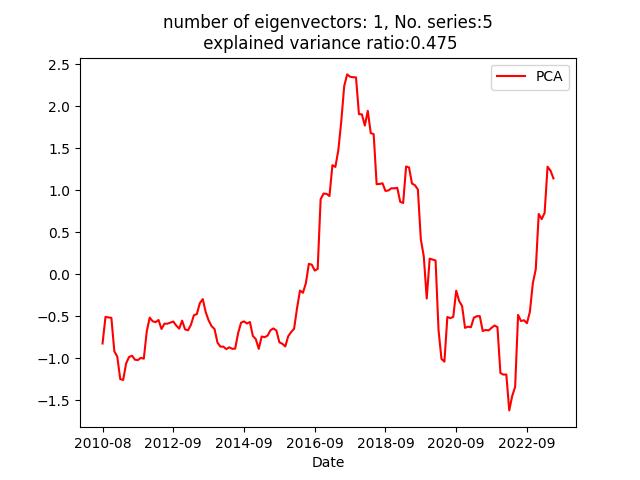 number of eigenvectors: 1, No. series:5
explained variance ratio:0.475
PCA
2.5
2.0
1.5
1.0
0.5
0.0
−0.5
−1.0
−1.5
2010-08 2012-09 2014-09 2016-09 2018-09 2020-09 2022-09
Date